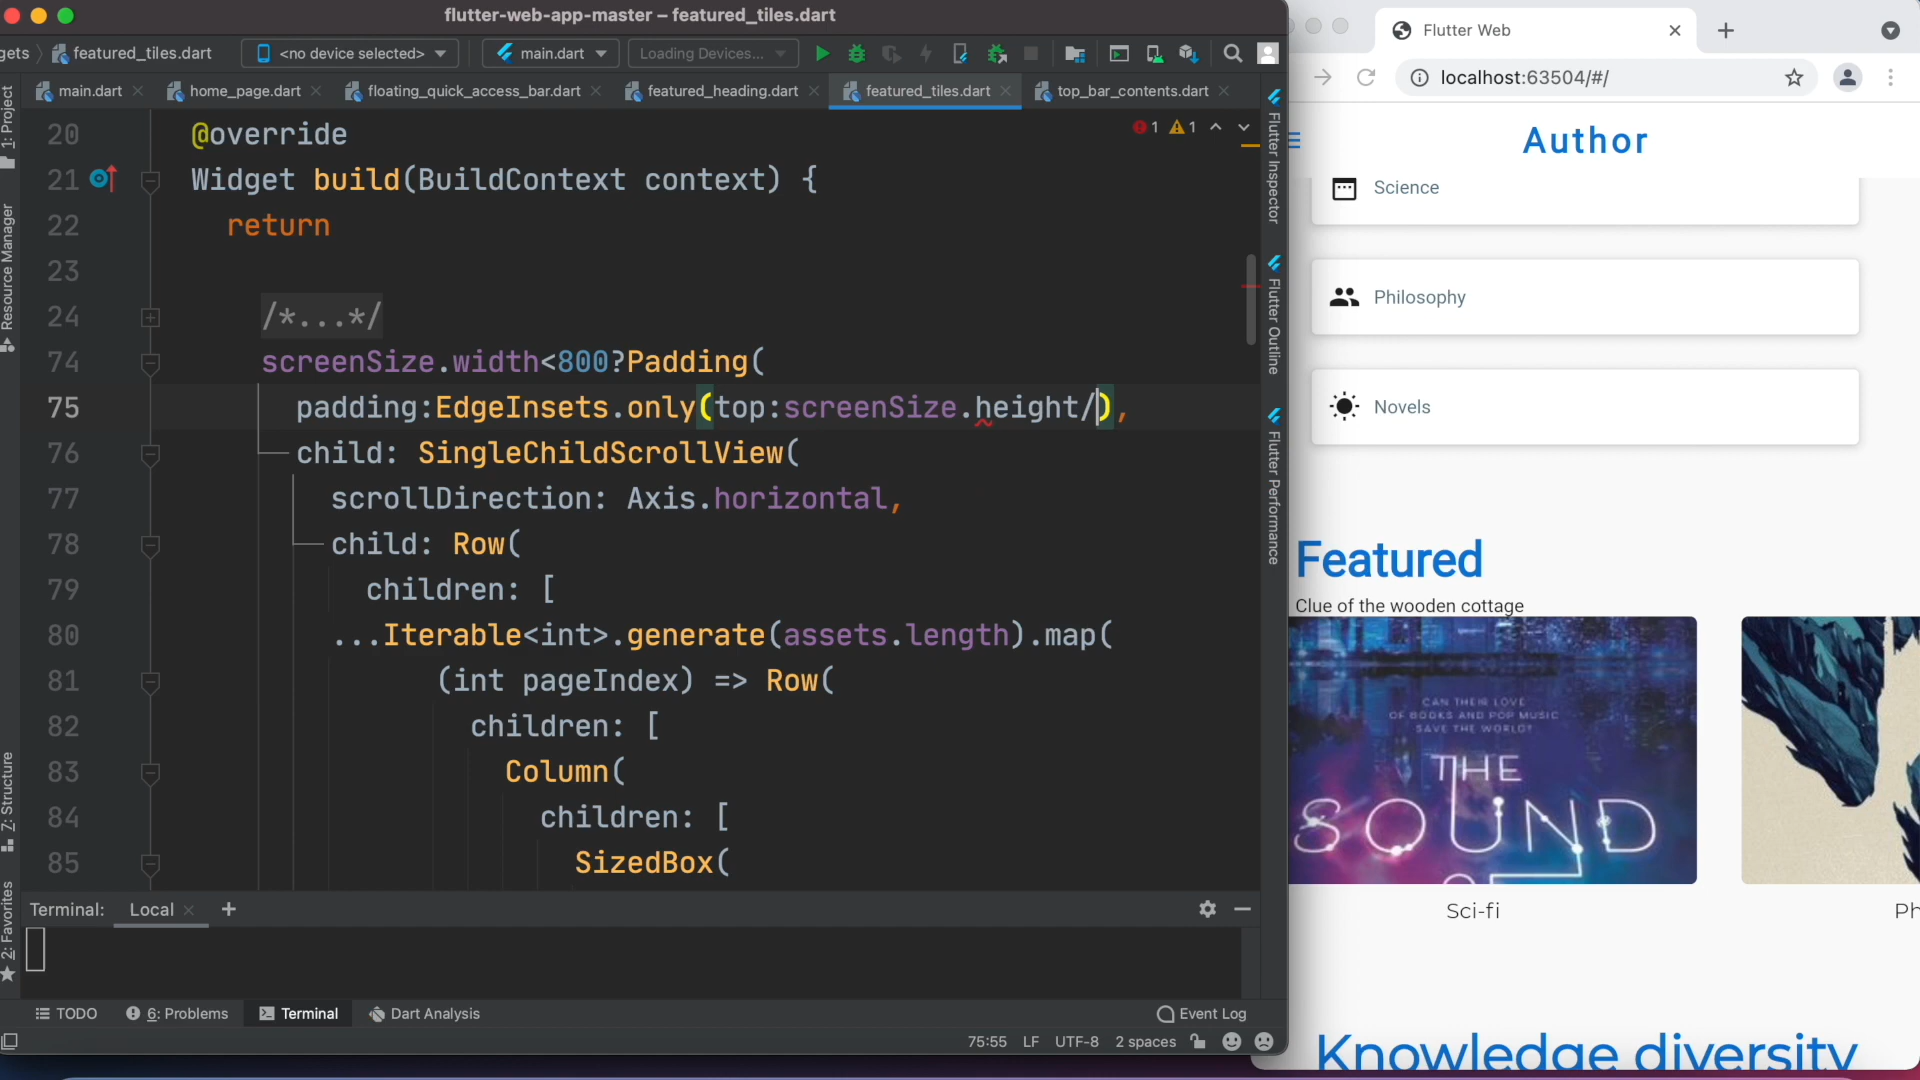 flutter-web-app-master – featured_tiles.dart
gets
featured_tiles.dart
<no device selected>
main.dart
Loading Devices...
main.dart
home_page.dart
floating_quick_access_bar.dart
featured_heading.dart
featured_tiles.dart
top_bar_contents.dart
1: Project
Resource Manager
Z: Structure
2: Favorites
20 @override
21 Widget build(BuildContext context) {
22 return
23
24 /*...*/
74 screenSize.width<800?Padding(
75 padding:EdgeInsets.only(top:screenSize.height/),
76 child: SingleChildScrollView(
77 scrollDirection: Axis.horizontal,
78 child: Row(
79 children: [
80 ...Iterable<int>.generate(assets.length).map(
81 (int pageIndex) => Row(
82 children: [
83 Column(
84 children: [
85 SizedBox(
1 1
Flutter Inspector
Flutter Outline
Flutter Performance
Terminal: Local +
TODO
6: Problems
Terminal
Dart Analysis
Event Log
75:55 LF UTF-8 2 spaces
Flutter Web
localhost:63504/#/
Author
Science
Philosophy
Novels
Featured
Clue of the wooden cottage
CAN THEIR LOVE
OF BOOKS AND POP MUSIC
SAVE THE WORLD?
THE
SOUND
Sci-fi
Ph
Knowledge diversity